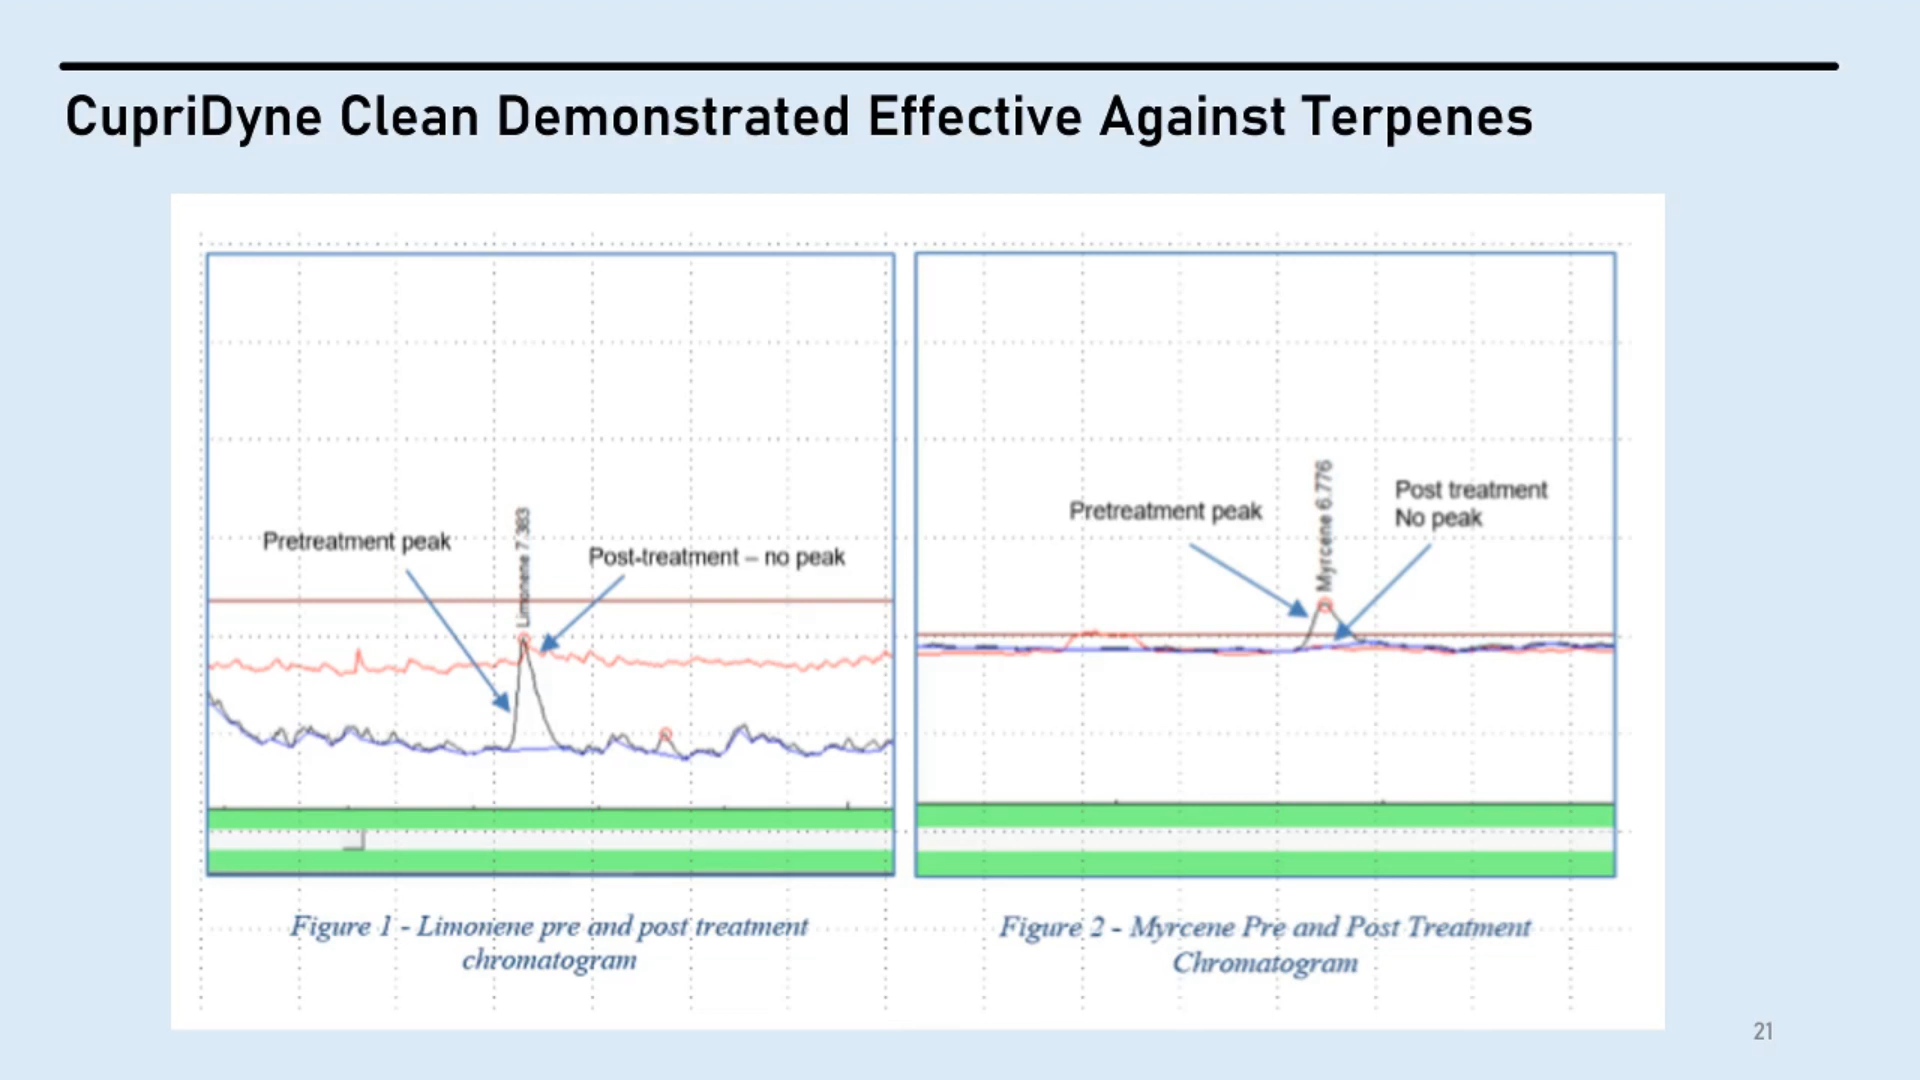 CupriDyne Clean Demonstrated Effective Against Terpenes
Pretreatment peak
Limonene 7.383
Post-treatment – no peak
Figure 1 - Limonene pre and post treatment
chromatogram
Pretreatment peak
Myrcene 6.776
Post treatment
No peak
Figure 2 - Myrcene Pre and Post Treatment
Chromatogram
21